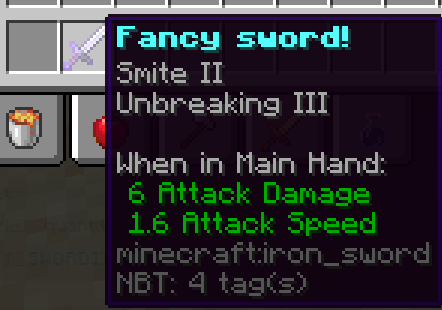 Fancy sword!
Smite II
Unbreaking III
When in Main Hand:
6 Attack Damage
1.6 Attack Speed
minecraft:iron_sword
NBT: 4 tag(s)